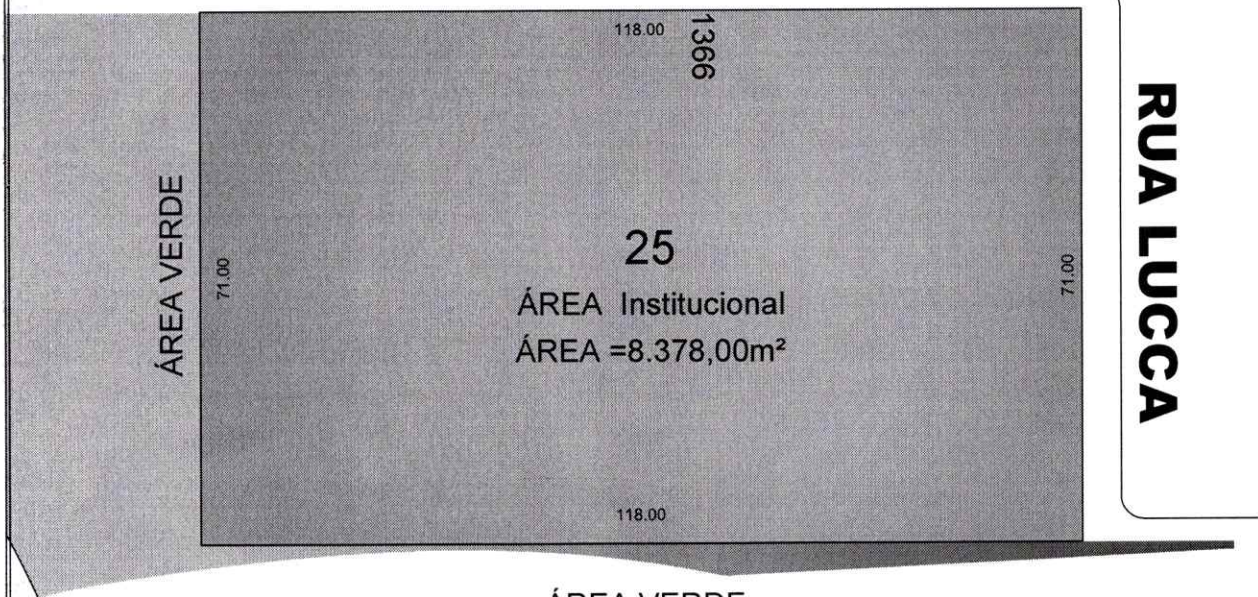 118.00
1366
RUA LUCCA
ÁREA VERDE
71.00
25
71.00
ÁREA Institucional
ÁREA =8.378,00m²
118.00
ÁREA VERDE